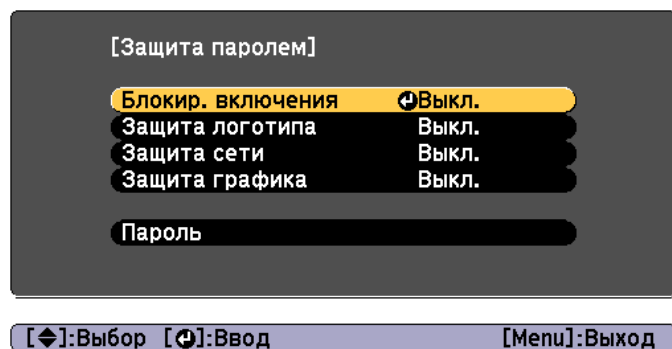 [Защита паролем]
Блокир. включения Выкл.
Защита логотипа Выкл.
Защита сети Выкл.
Защита графика Выкл.
Пароль
[]:Выбор []:Ввод [Menu]:Выход